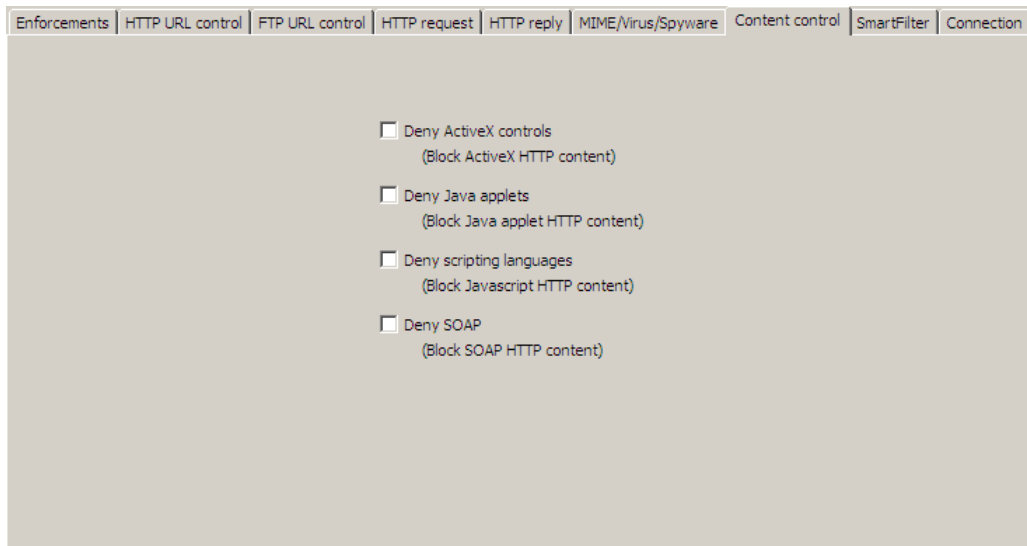 Enforcements HTTP URL control FTP URL control HTTP request HTTP reply MIME/Virus/Spyware Content control SmartFilter Connection
Deny ActiveX controls
(Block ActiveX HTTP content)
Deny Java applets
(Block Java applet HTTP content)
Deny scripting languages
(Block Javascript HTTP content)
Deny SOAP
(Block SOAP HTTP content)